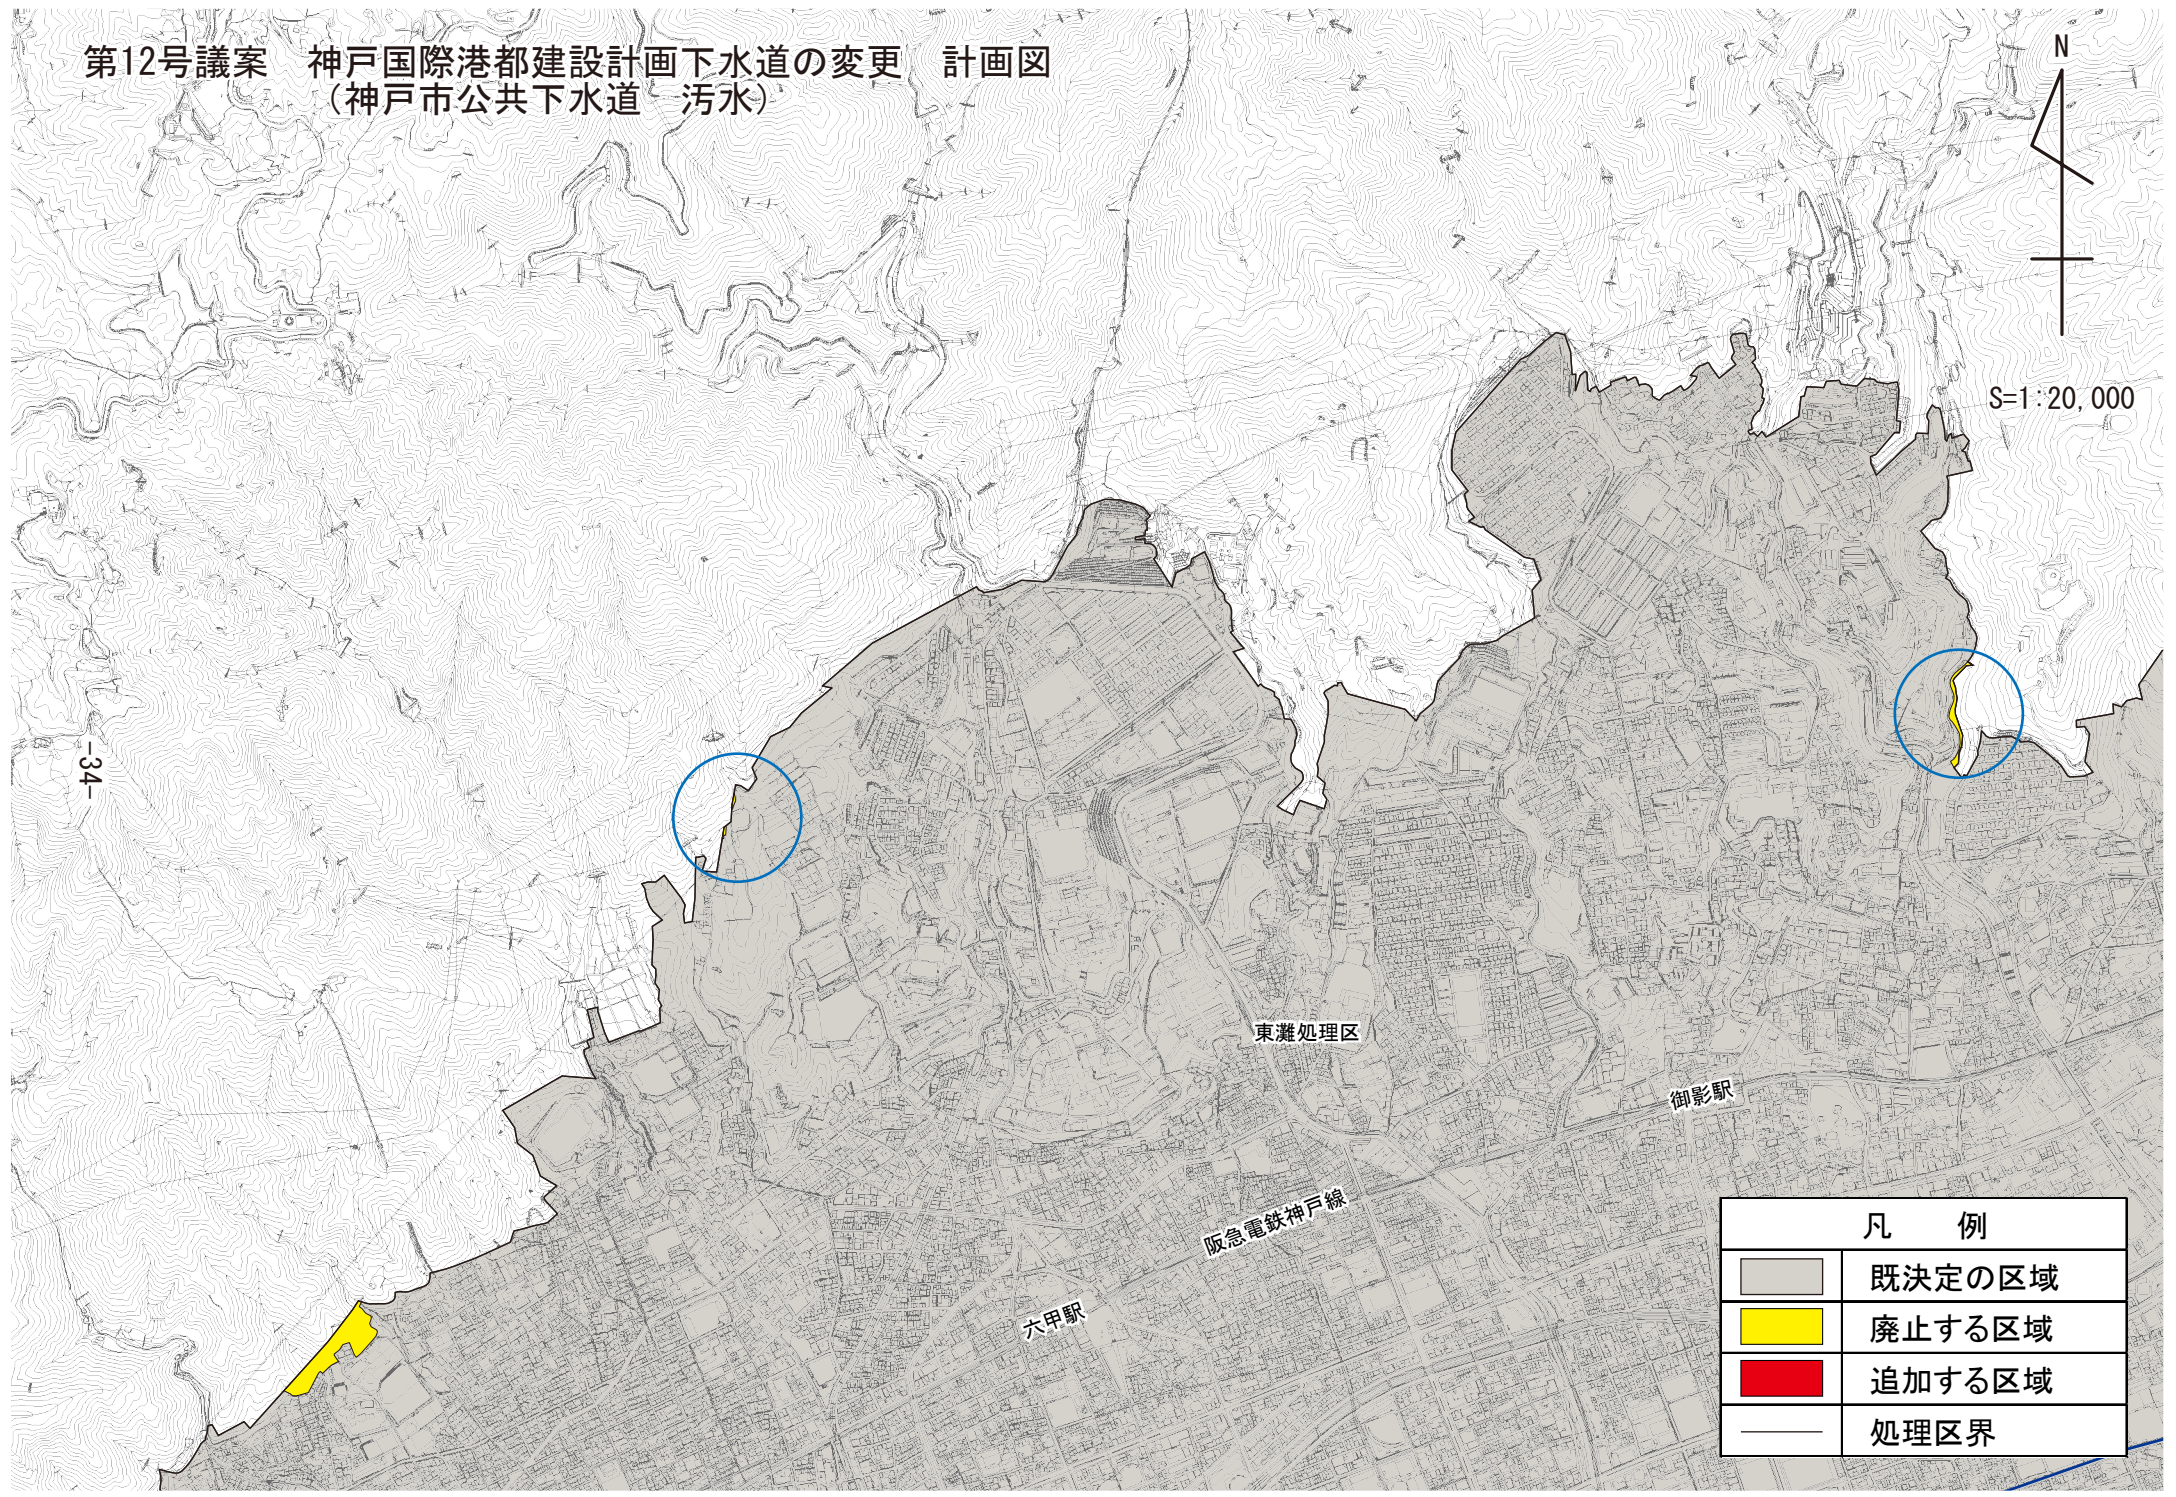 第12号議案　神戸国際港都建設計画下水道の変更　計画図
（神戸市公共下水道　汚水）
N
S=1:20,000
-34-
東灘処理区
御影駅
阪急電鉄神戸線
六甲駅
凡　例
既決定の区域
廃止する区域
追加する区域
処理区界